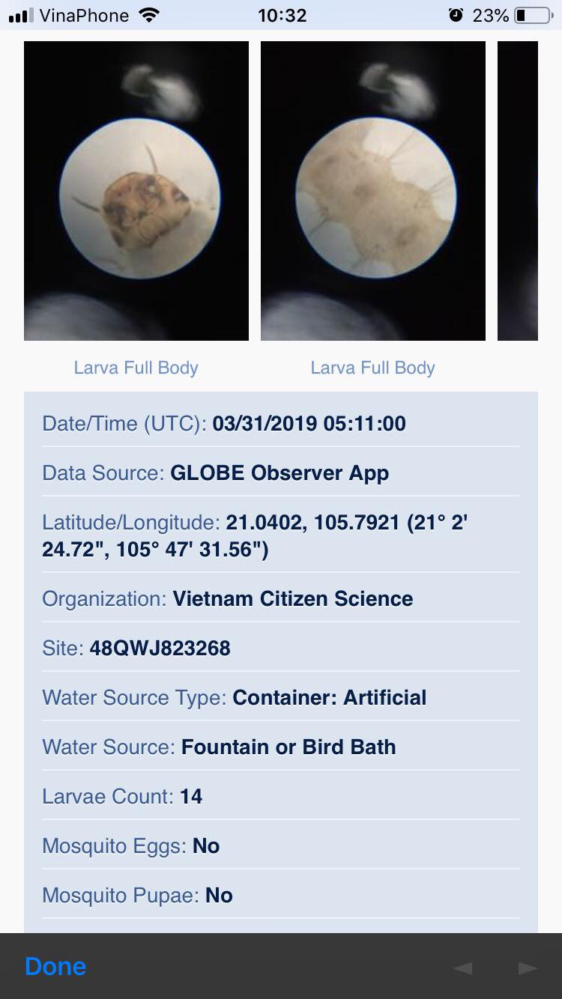 VinaPhone 10:32 23%
Larva Full Body Larva Full Body
Date/Time (UTC): 03/31/2019 05:11:00
Data Source: GLOBE Observer App
Latitude/Longitude: 21.0402, 105.7921 (21° 2'
24.72", 105° 47' 31.56")
Organization: Vietnam Citizen Science
Site: 48QWJ823268
Water Source Type: Container: Artificial
Water Source: Fountain or Bird Bath
Larvae Count: 14
Mosquito Eggs: No
Mosquito Pupae: No
Done